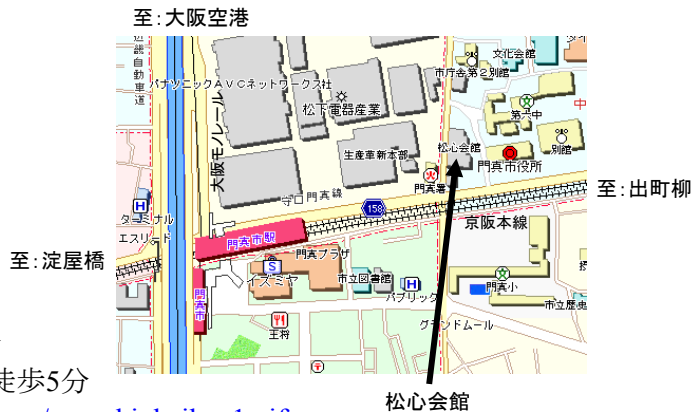 至:大阪空港
近畿自動車道
パナソニックAVCネットワークス社
松下電器産業
大阪モノレール
生産革新本部
守口門真線
158
文化会館
市庁舎第2別館
第六中
中
松心会館
門真市役所
別館
門真署
至:出町柳
京阪本線
H
ターミナル
エスリード
至:淀屋橋
門真市駅
門真市
S
イズミヤ
門真プラザ
市立図書館
H
パブリック
門真小
市立歴史
グランドムール
王将
徒歩5分
松心会館